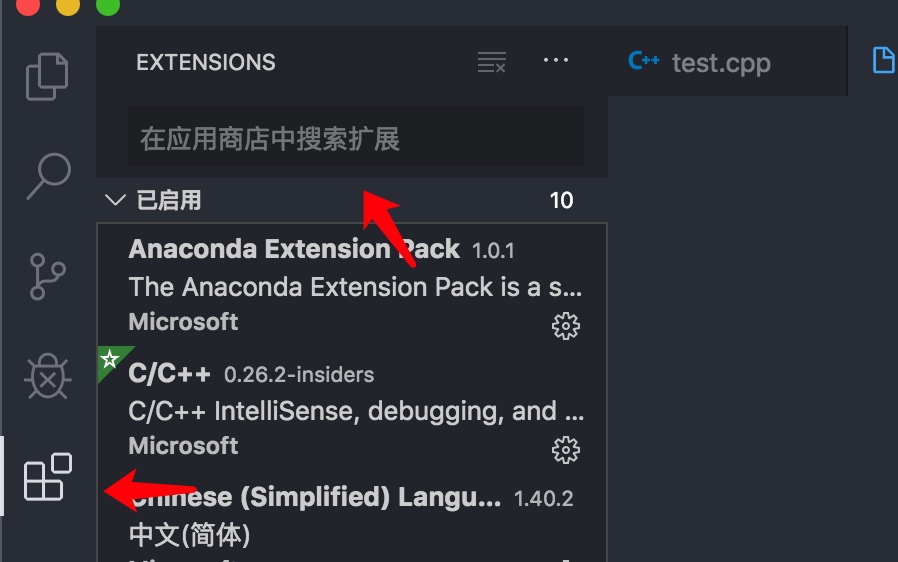 EXTENSIONS
C++ test.cpp
在应用商店中搜索扩展
已启用 10
Anaconda Extension Pack 1.0.1
The Anaconda Extension Pack is a s...
Microsoft
C/C++ 0.26.2-insiders
C/C++ IntelliSense, debugging, and ...
Microsoft
Chinese (Simplified) Langu... 1.40.2
中文(简体)